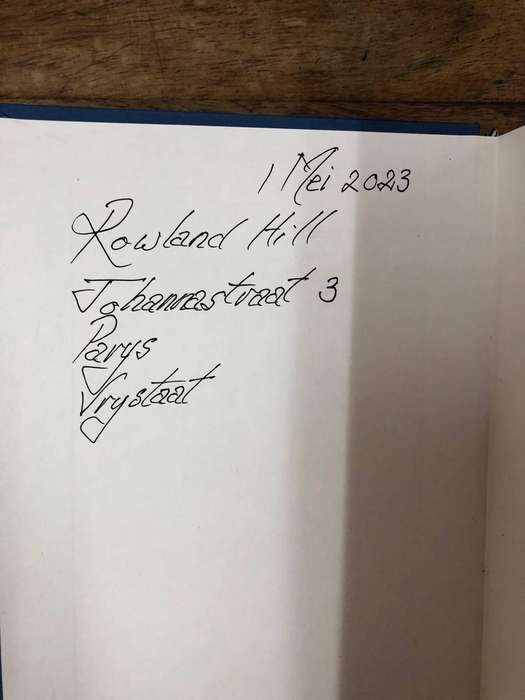 1 Mei 2023
Rowland Hill
Johannastraat 3
Parys
Vrystaat